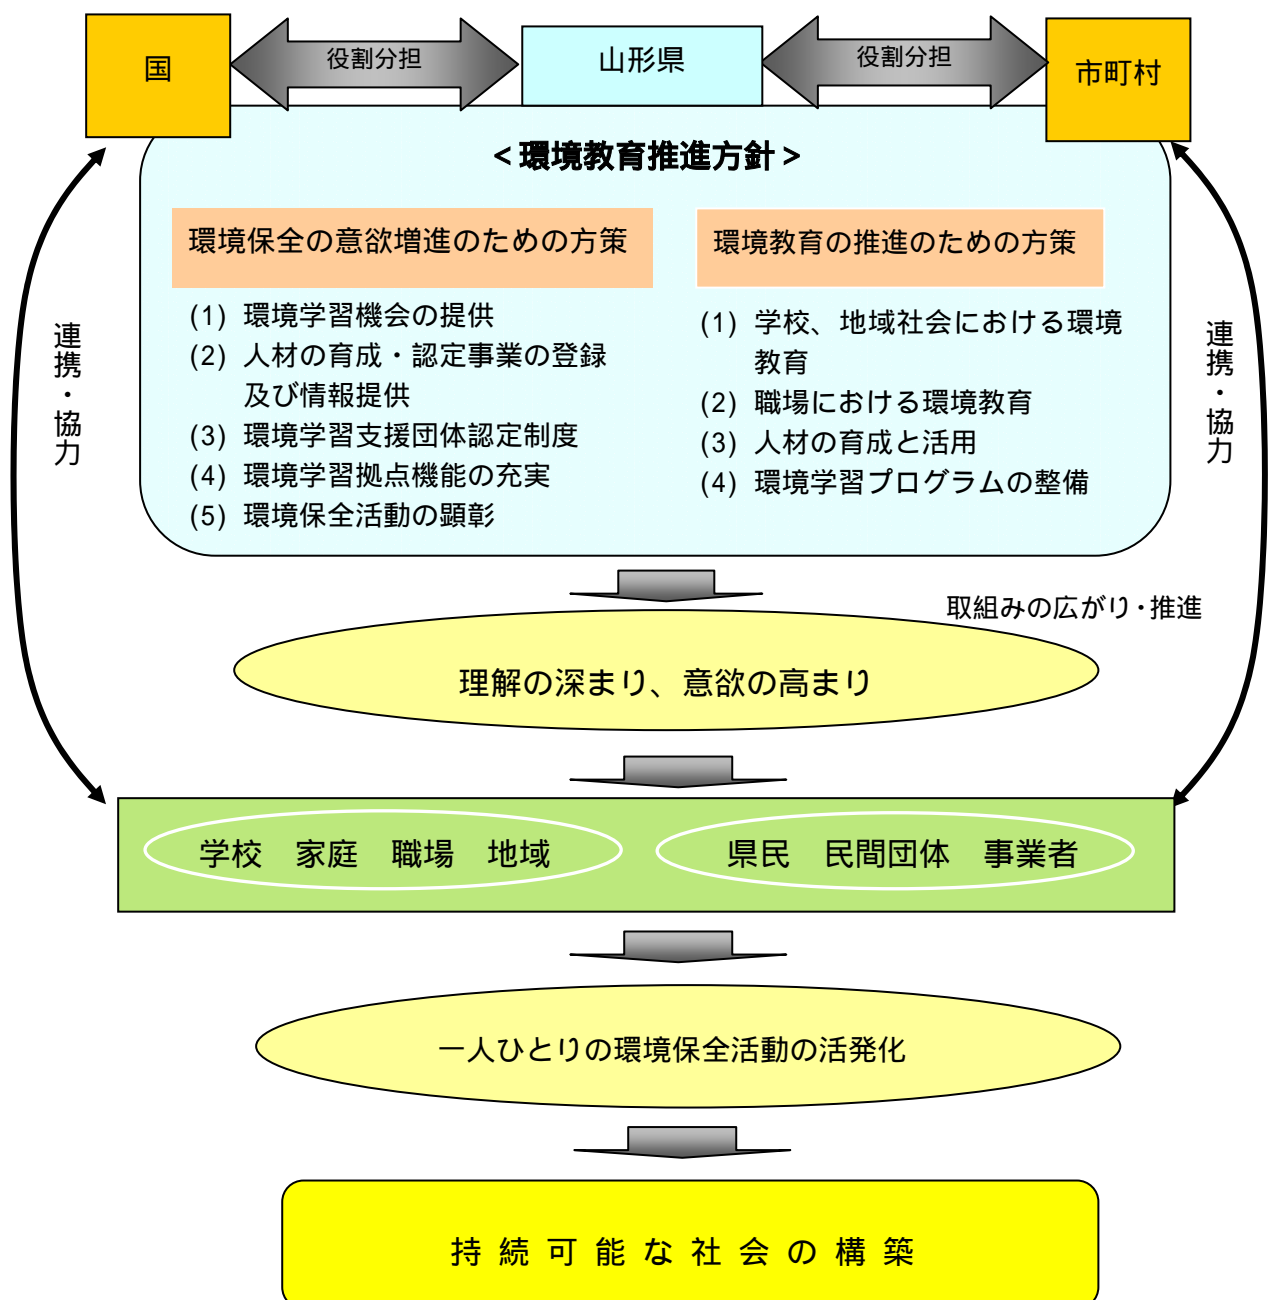 国
役割分担
山形県
役割分担
市町村
<環境教育推進方針>
環境保全の意欲増進のための方策
(1) 環境学習機会の提供
(2) 人材の育成・認定事業の登録
及び情報提供
(3) 環境学習支援団体認定制度
(4) 環境学習拠点機能の充実
(5) 環境保全活動の顕彰
環境教育の推進のための方策
(1) 学校、地域社会における環境
教育
(2) 職場における環境教育
(3) 人材の育成と活用
(4) 環境学習プログラムの整備
連携・協力
連携・協力
取組みの広がり・推進
理解の深まり、意欲の高まり
学校 家庭 職場 地域
県民 民間団体 事業者
一人ひとりの環境保全活動の活発化
持続可能な社会の構築